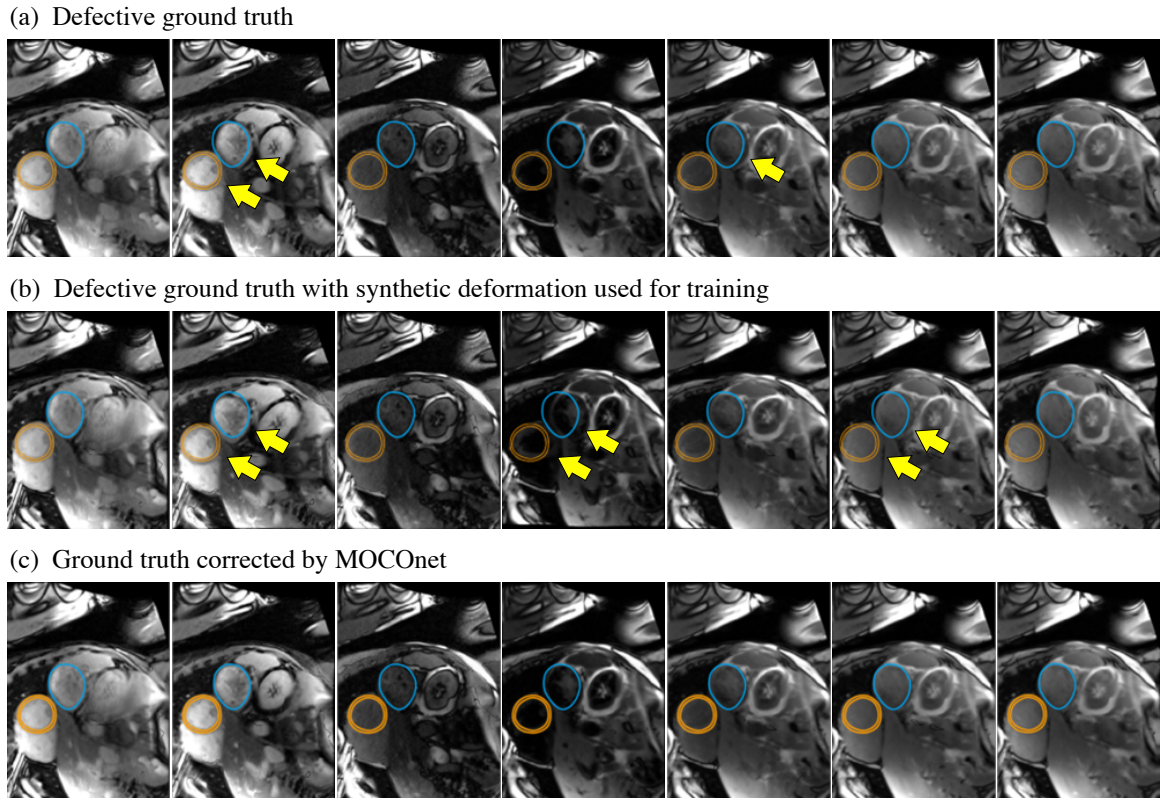 (a) Defective ground truth
(b) Defective ground truth with synthetic deformation used for training
(c) Ground truth corrected by MOCOnet